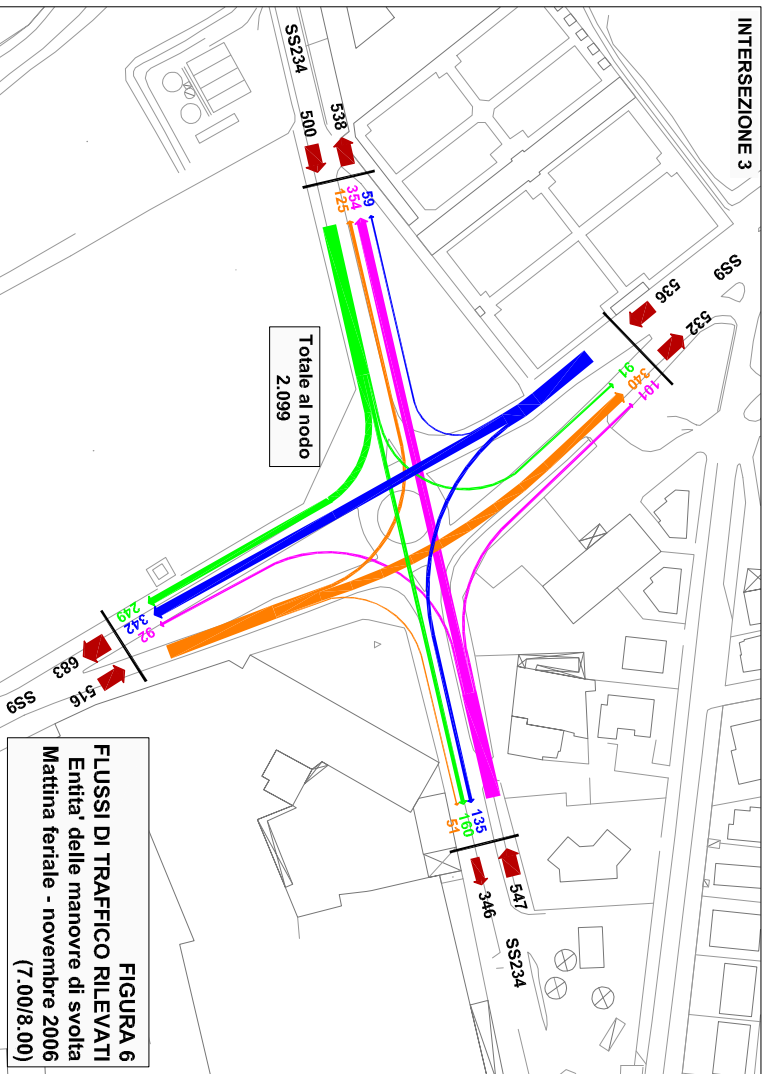 INTERSEZIONE 3
SS9
536
532
91
340
101
SS234
538
500
59
354
125
Totale al nodo
2.099
135
160
51
547
346
SS234
249
342
92
683
516
SS9
FIGURA 6
FLUSSI DI TRAFFICO RILEVATI
Entita' delle manovre di svolta
Mattina feriale - novembre 2006
(7.00/8.00)